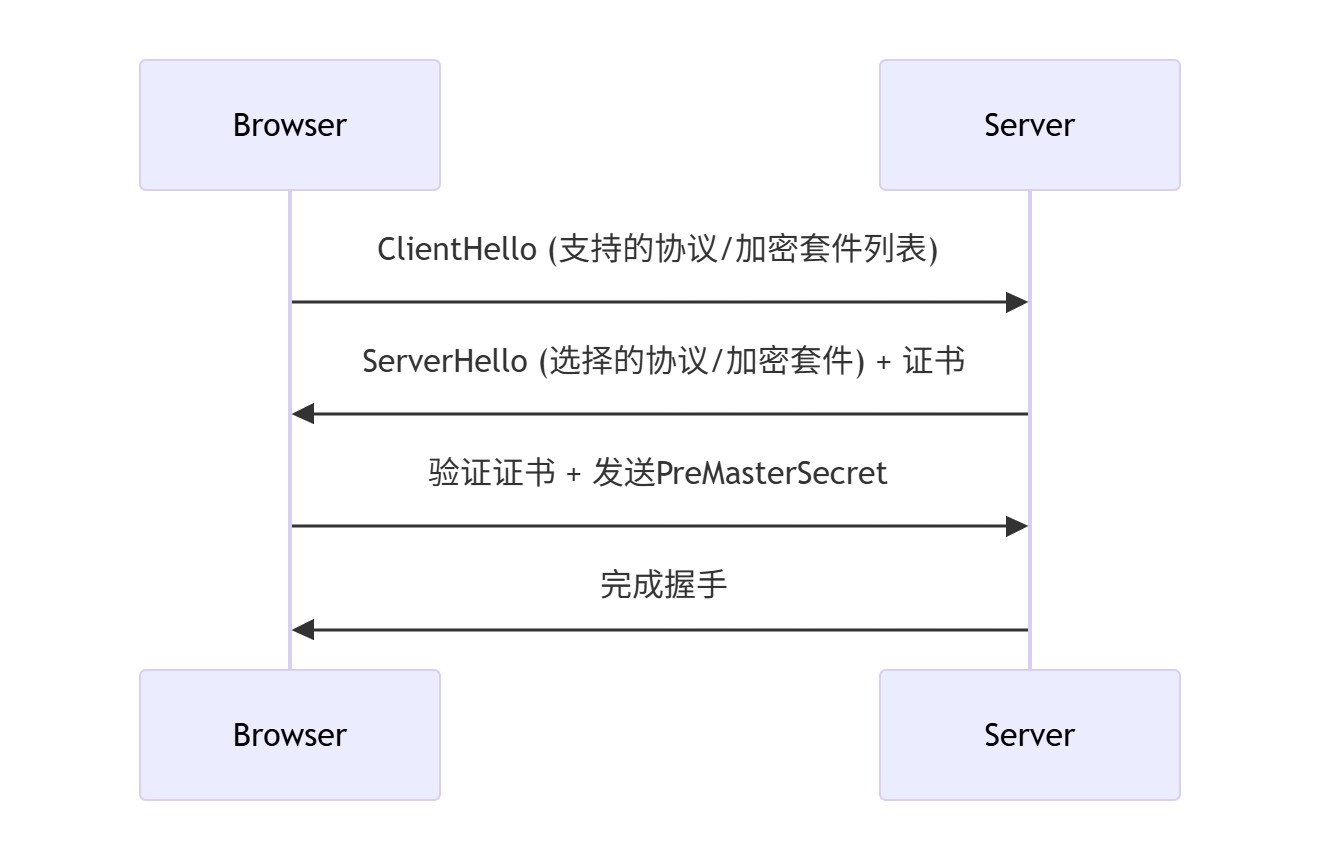 Browser
Server
ClientHello (支持的协议/加密套件列表)
ServerHello (选择的协议/加密套件) + 证书
验证证书 + 发送PreMasterSecret
完成握手
Browser
Server